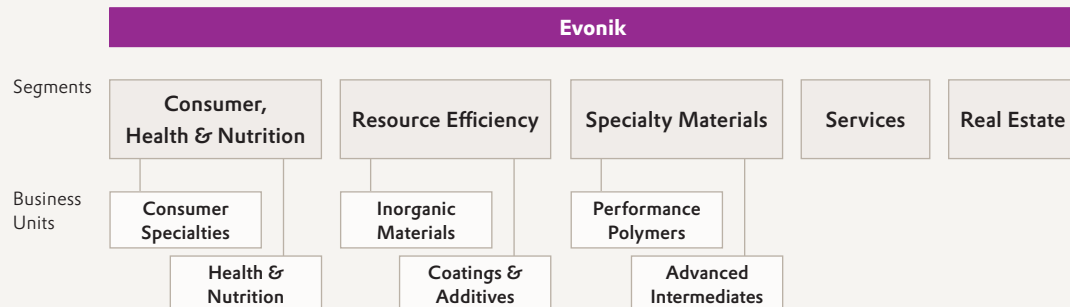 Evonik
Segments
Consumer,
Health & Nutrition
Resource Efficiency
Specialty Materials
Services
Real Estate
Business
Units
Consumer
Specialties
Health &
Nutrition
Inorganic
Materials
Coatings &
Additives
Performance
Polymers
Advanced
Intermediates